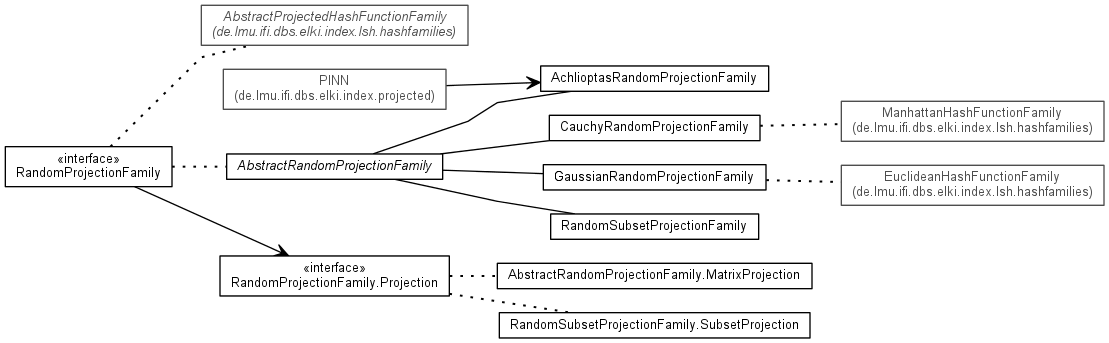 AbstractProjectedHashFunctionFamily
(de.lmu.ifi.dbs.elki.index.lsh.hashfamilies)
PINN
(de.lmu.ifi.dbs.elki.index.projected)
AchlioptasRandomProjectionFamily
CauchyRandomProjectionFamily
ManhattanHashFunctionFamily
(de.lmu.ifi.dbs.elki.index.lsh.hashfamilies)
«interface»
RandomProjectionFamily
AbstractRandomProjectionFamily
GaussianRandomProjectionFamily
EuclideanHashFunctionFamily
(de.lmu.ifi.dbs.elki.index.lsh.hashfamilies)
RandomSubsetProjectionFamily
«interface»
RandomProjectionFamily.Projection
AbstractRandomProjectionFamily.MatrixProjection
RandomSubsetProjectionFamily.SubsetProjection